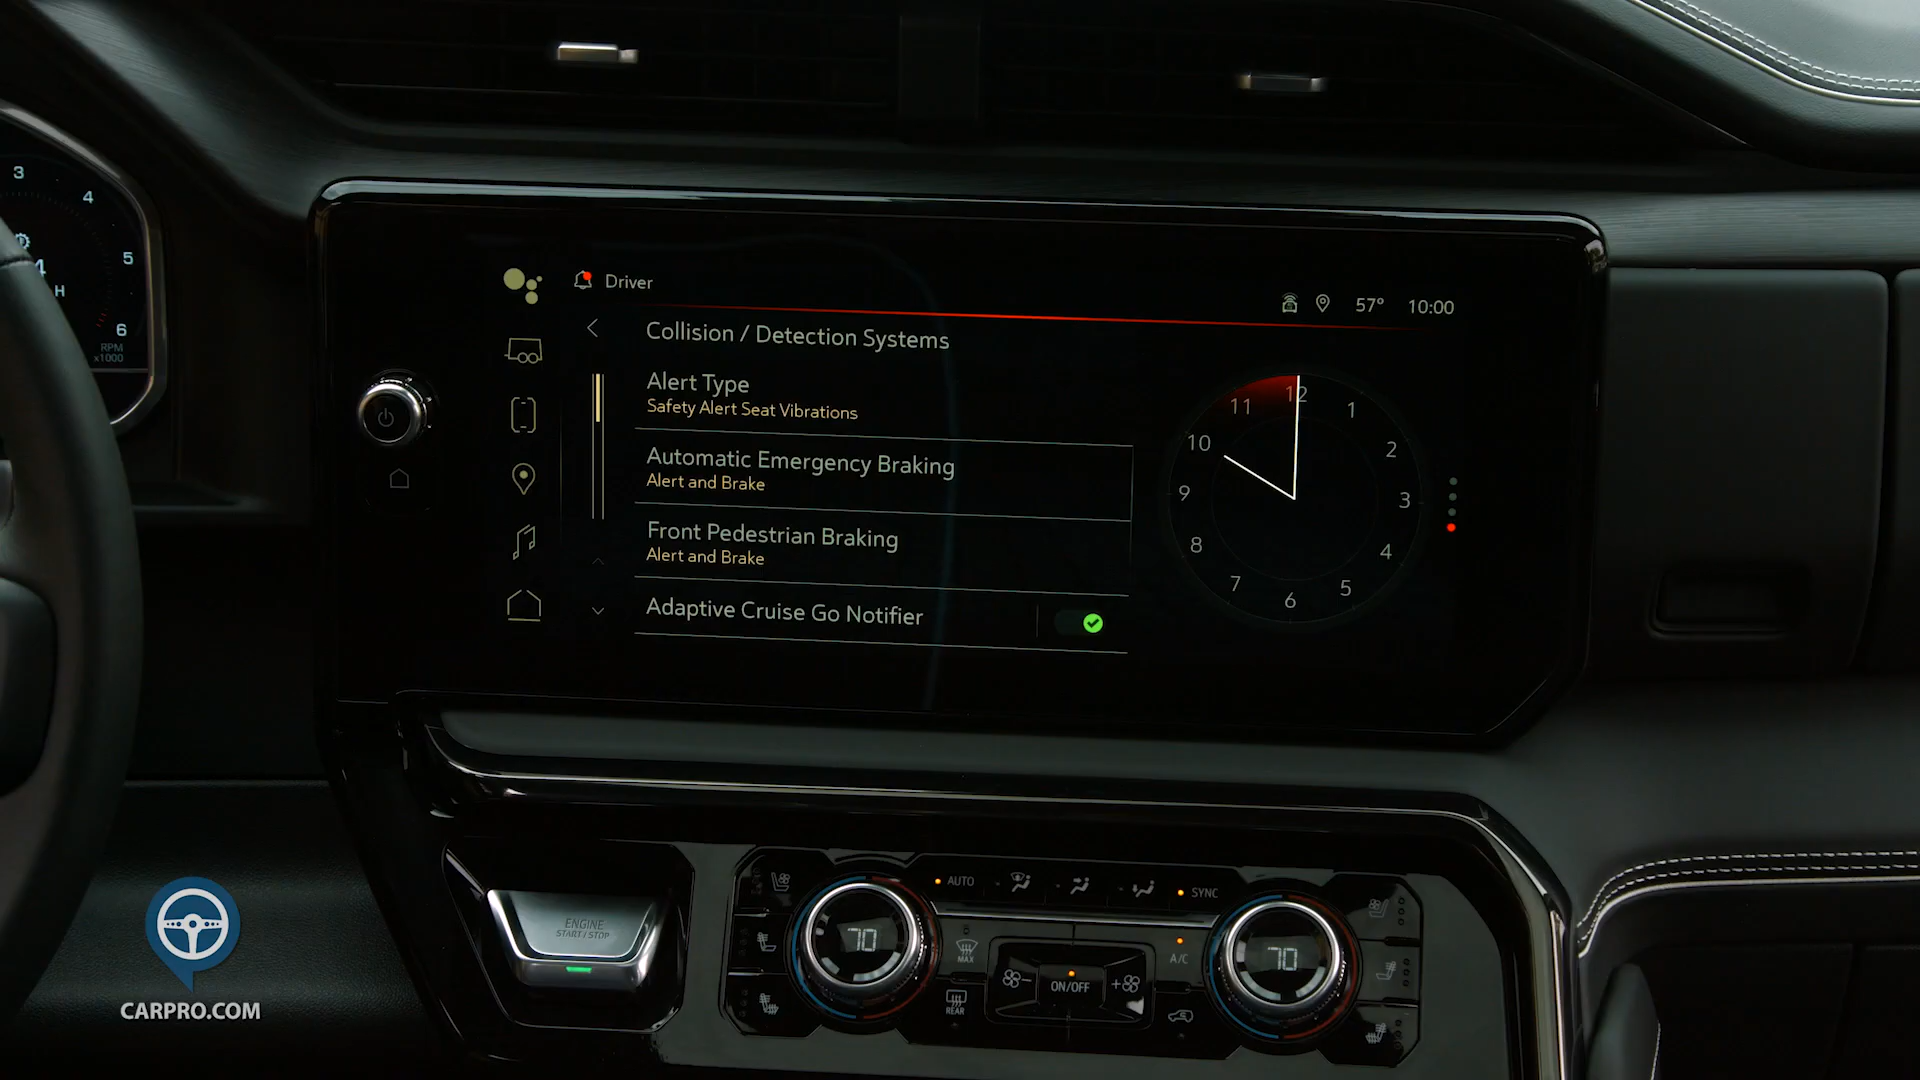 3
4
5
6
4
H
RPM
x1000
Driver
57° 10:00
Collision / Detection Systems
Alert Type
Safety Alert Seat Vibrations
Automatic Emergency Braking
Alert and Brake
Front Pedestrian Braking
Alert and Brake
Adaptive Cruise Go Notifier
12
1
2
3
4
5
6
7
8
9
10
11
ENGINE
START / STOP
AUTO
SYNC
70
70
MAX
A/C
ON/OFF
REAR
CARPRO.COM